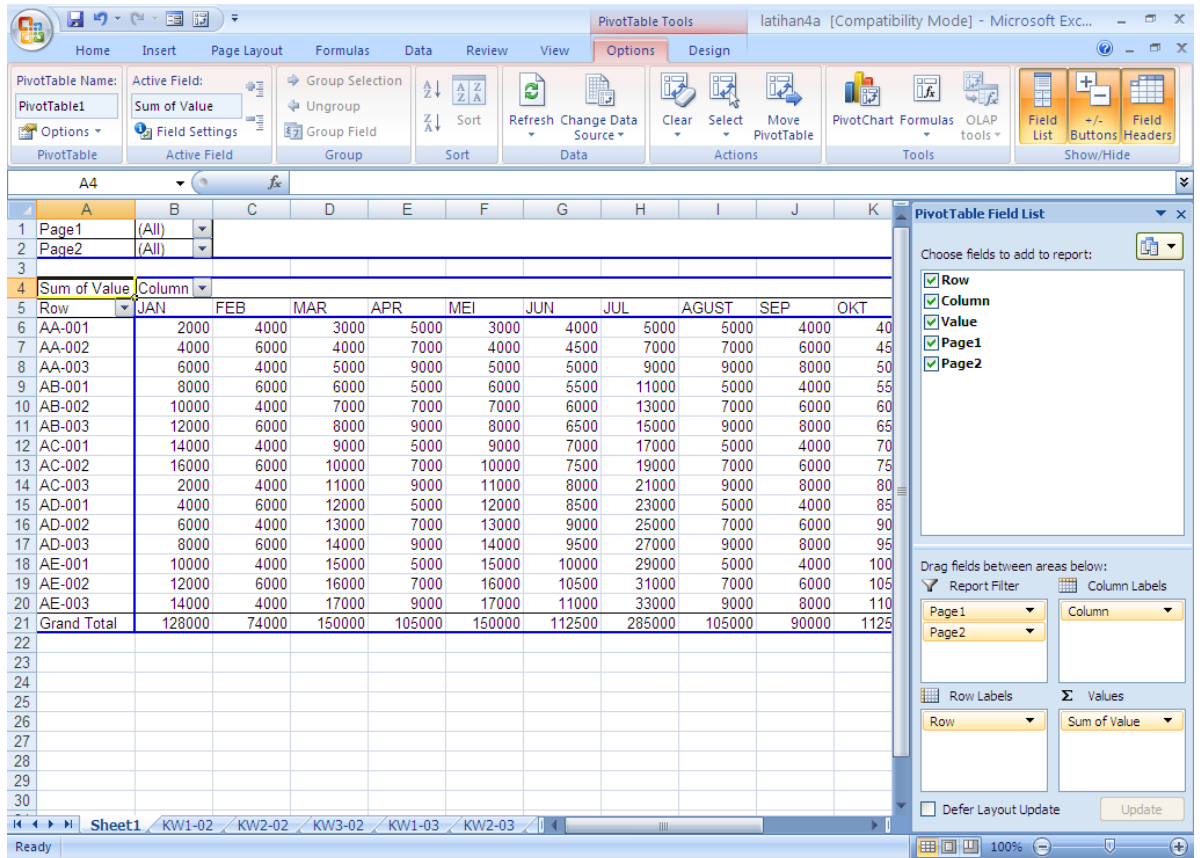 PivotTable Tools latihan4a [Compatibility Mode] - Microsoft Exc...
Home Insert Page Layout Formulas Data Review View Options Design
PivotTable Name:
PivotTable1
Options
PivotTable
Active Field:
Sum of Value
Field Settings
Active Field
Group Selection
Ungroup
Group Field
Group
Sort
Sort
Refresh Change Data Source
Data
Clear Select Move PivotTable
Actions
PivotChart Formulas OLAP tools
Tools
Field List +/- Buttons Field Headers
Show/Hide
A4 fx
A B C D E F G H I J K
1 Page1 (All)
2 Page2 (All)
3
4 Sum of Value Column
5 Row JAN FEB MAR APR MEI JUN JUL AGUST SEP OKT
6 AA-001 2000 4000 3000 5000 3000 4000 5000 5000 4000 40
7 AA-002 4000 6000 4000 7000 4000 4500 7000 7000 6000 45
8 AA-003 6000 4000 5000 9000 5000 5000 9000 9000 8000 50
9 AB-001 8000 6000 6000 5000 6000 5500 11000 5000 4000 55
10 AB-002 10000 4000 7000 7000 7000 6000 13000 7000 6000 60
11 AB-003 12000 6000 8000 9000 8000 6500 15000 9000 8000 65
12 AC-001 14000 4000 9000 5000 9000 7000 17000 5000 4000 70
13 AC-002 16000 6000 10000 7000 10000 7500 19000 7000 6000 75
14 AC-003 2000 4000 11000 9000 11000 8000 21000 9000 8000 80
15 AD-001 4000 6000 12000 5000 12000 8500 23000 5000 4000 85
16 AD-002 6000 4000 13000 7000 13000 9000 25000 7000 6000 90
17 AD-003 8000 6000 14000 9000 14000 9500 27000 9000 8000 95
18 AE-001 10000 4000 15000 5000 15000 10000 29000 5000 4000 100
19 AE-002 12000 6000 16000 7000 16000 10500 31000 7000 6000 105
20 AE-003 14000 4000 17000 9000 17000 11000 33000 9000 8000 110
21 Grand Total 128000 74000 150000 105000 150000 112500 285000 105000 90000 1125
22
23
24
25
26
27
28
29
30
PivotTable Field List
Choose fields to add to report:
Row
Column
Value
Page1
Page2
Drag fields between areas below:
Report Filter Column Labels
Page1 Column
Page2
Row Labels Σ Values
Row Sum of Value
Defer Layout Update Update
Sheet1 KW1-02 KW2-02 KW3-02 KW1-03 KW2-03
Ready 100%